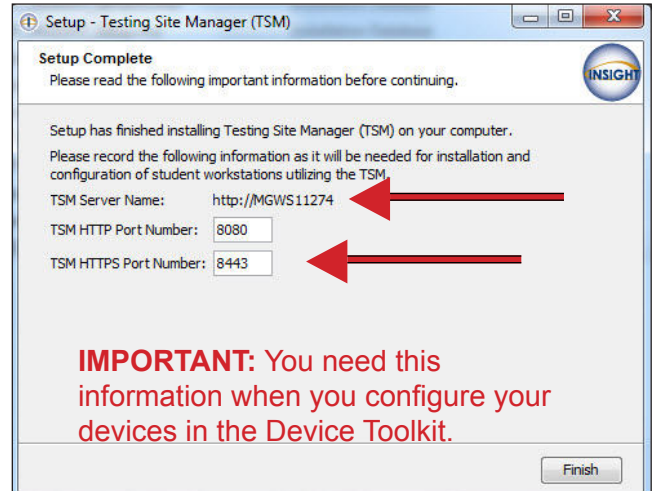 Setup - Testing Site Manager (TSM)
Setup Complete
Please read the following important information before continuing.
INSIGHT
Setup has finished installing Testing Site Manager (TSM) on your computer.
Please record the following information as it will be needed for installation and
configuration of student workstations utilizing the TSM.
TSM Server Name: http://MGWS11274
TSM HTTP Port Number: 8080
TSM HTTPS Port Number: 8443
IMPORTANT: You need this
information when you configure your
devices in the Device Toolkit.
Finish